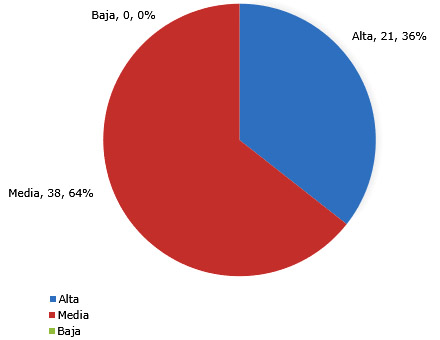 Baja, 0, 0%
Alta, 21, 36%
Media, 38, 64%
Alta
Media
Baja